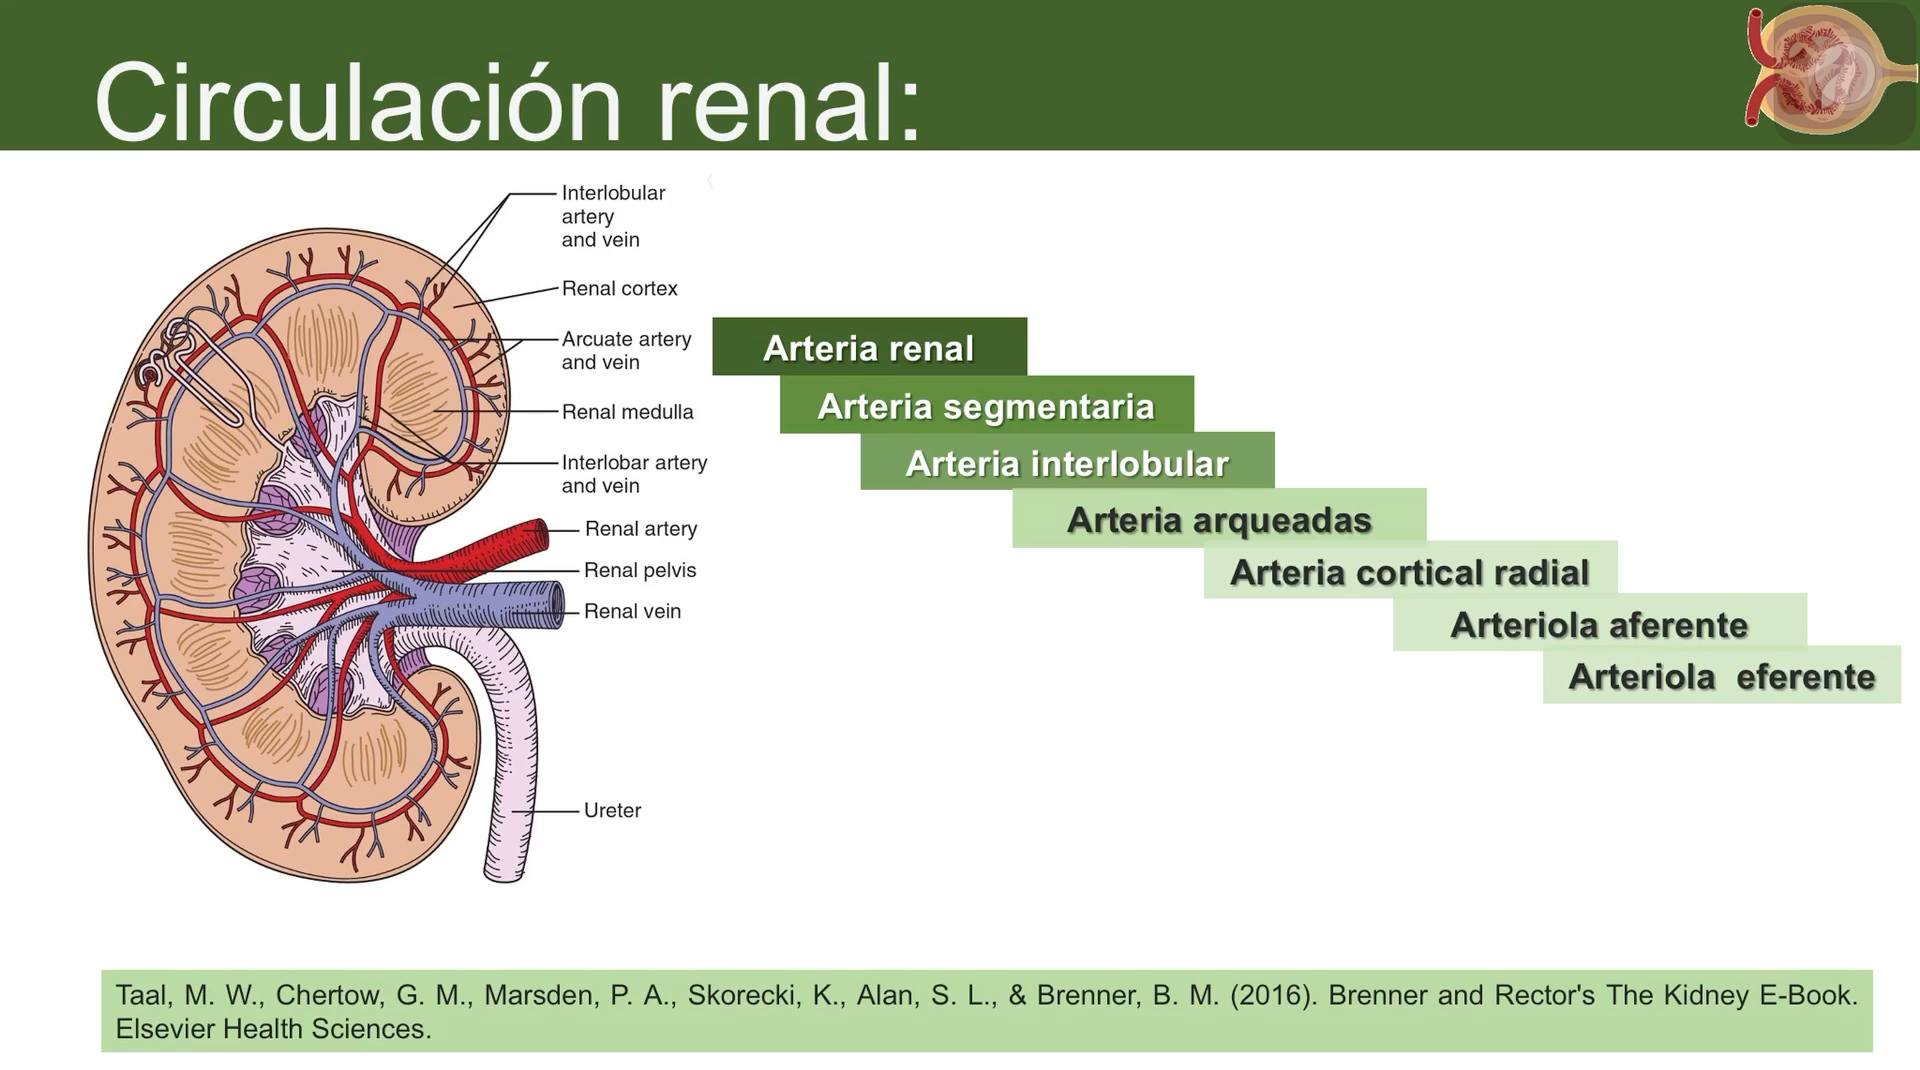 Circulación renal:
Interlobular
artery
and vein
Renal cortex
Arcuate artery
and vein
Renal medulla
Interlobar artery
and vein
Renal artery
Renal pelvis
Renal vein
Ureter
Arteria renal
Arteria segmentaria
Arteria interlobular
Arteria arqueadas
Arteria cortical radial
Arteriola aferente
Arteriola eferente
Taal, M. W., Chertow, G. M., Marsden, P. A., Skorecki, K., Alan, S. L., & Brenner, B. M. (2016). Brenner and Rector's The Kidney E-Book.
Elsevier Health Sciences.